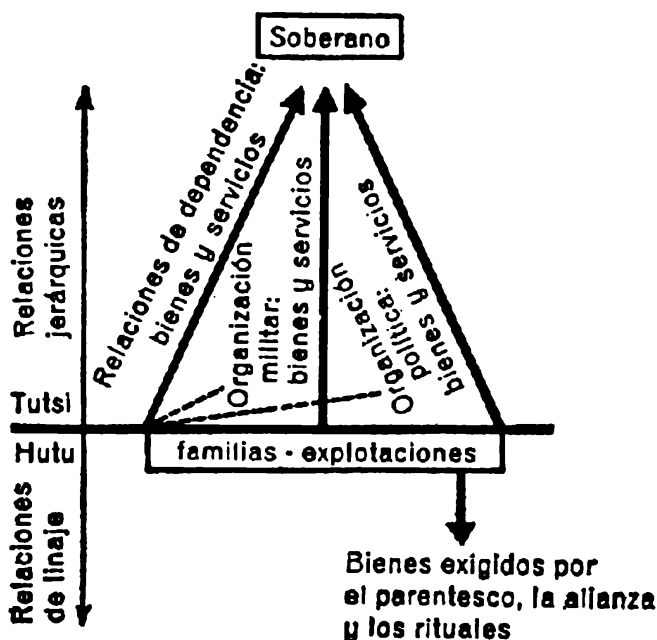 Soberano
Relaciones
jerárquicas
Relaciones de dependencia:
bienes y servicios
Organización
militar:
bienes y servicios
Organización
política:
bienes y servicios
Tutsi
Hutu
familias - explotaciones
Relaciones
de linaje
Bienes exigidos por
el parentesco, la alianza
y los rituales